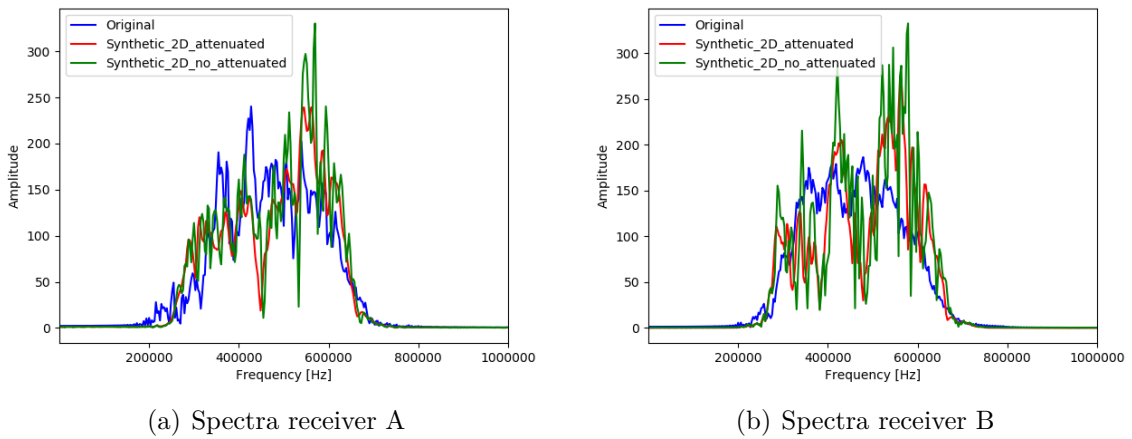 Original
Synthetic_2D_attenuated
Synthetic_2D_no_attenuated
300
250
200
150
100
50
0
Amplitude
200000 400000 600000 800000 1000000
Frequency [Hz]
(a) Spectra receiver A
Original
Synthetic_2D_attenuated
Synthetic_2D_no_attenuated
300
250
200
150
100
50
0
Amplitude
200000 400000 600000 800000 1000000
Frequency [Hz]
(b) Spectra receiver B